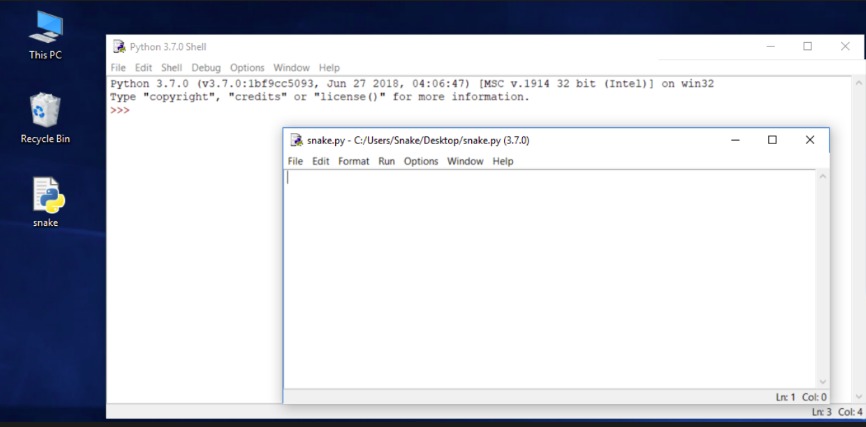 This PC
Recycle Bin
snake
Python 3.7.0 Shell
File Edit Shell Debug Options Window Help
Python 3.7.0 (v3.7.0:1bf9cc5093, Jun 27 2018, 04:06:47) [MSC v.1914 32 bit (Intel)] on win32
Type "copyright", "credits" or "license()" for more information.
>>>
snake.py - C:/Users/Snake/Desktop/snake.py (3.7.0)
File Edit Format Run Options Window Help
Ln: 1 Col: 0
Ln: 3 Col: 4